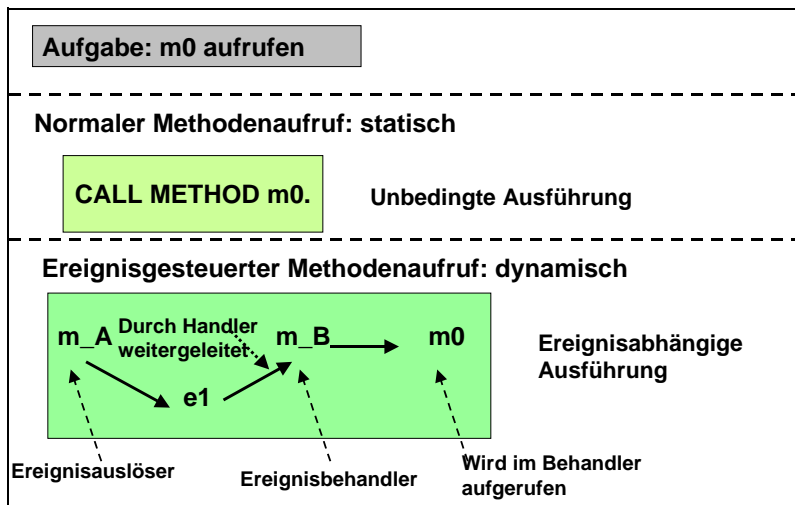 Aufgabe: m0 aufrufen
Normaler Methodenaufruf: statisch
CALL METHOD m0.
Unbedingte Ausführung
Ereignisgesteuerter Methodenaufruf: dynamisch
m_A
Durch Handler
weitergeleitet
m_B
m0
e1
Ereignisabhängige
Ausführung
Ereignisauslöser
Ereignisbehandler
Wird im Behandler
aufgerufen